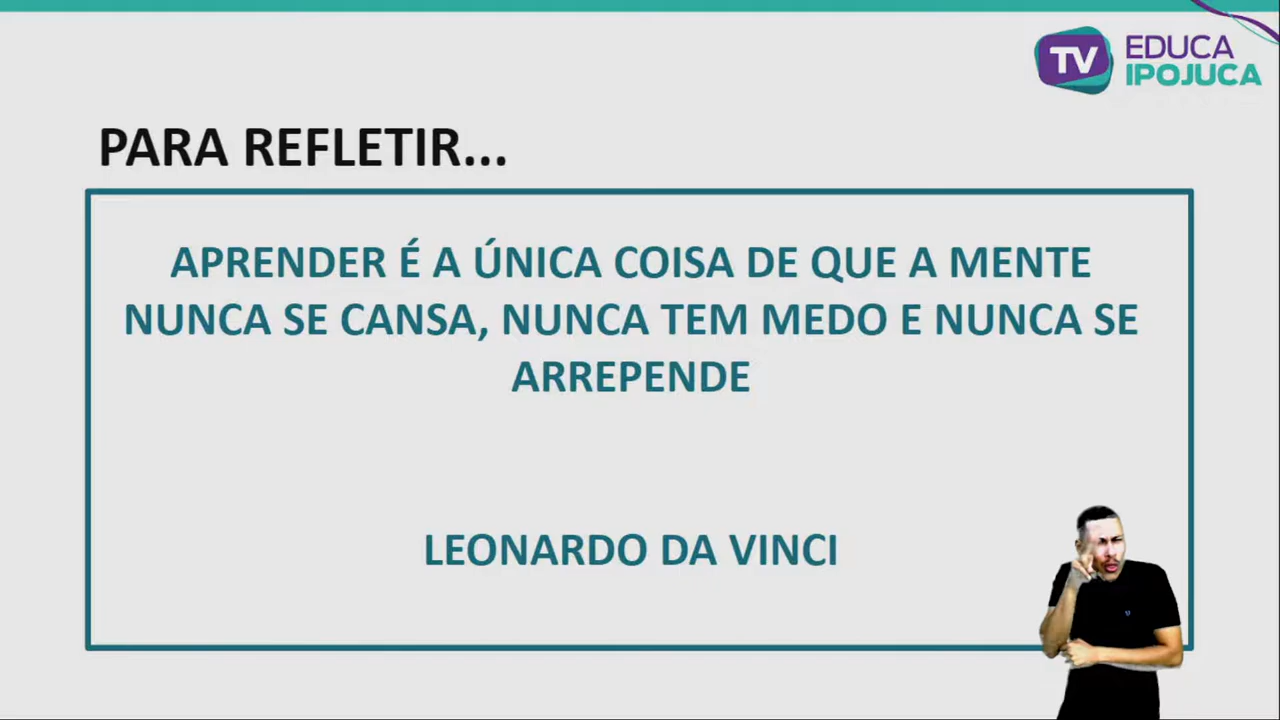 TV EDUCA
IPOJUCA
PARA REFLETIR...
APRENDER É A ÚNICA COISA DE QUE A MENTE
NUNCA SE CANSA, NUNCA TEM MEDO E NUNCA SE
ARREPENDE
LEONARDO DA VINCI